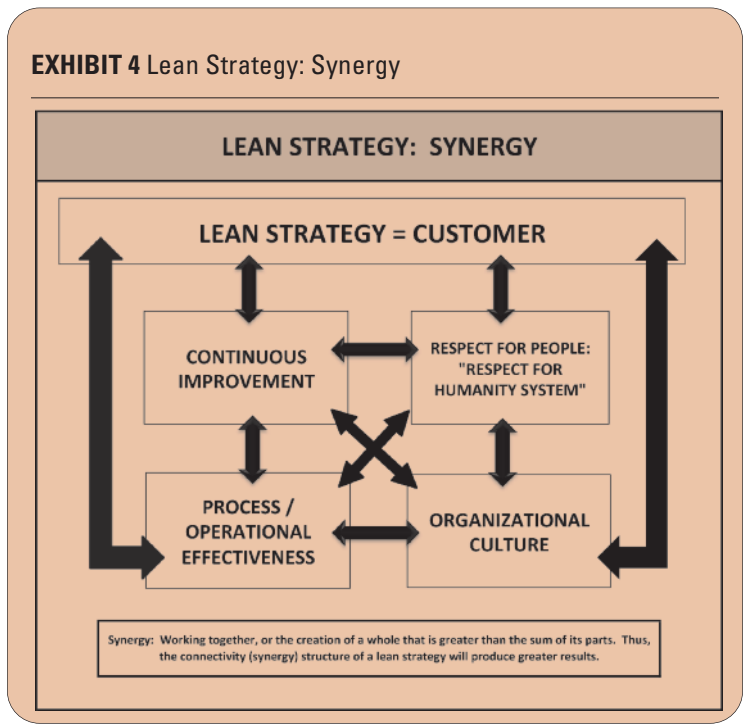 EXHIBIT 4 Lean Strategy: Synergy
LEAN STRATEGY: SYNERGY
LEAN STRATEGY = CUSTOMER
CONTINUOUS
IMPROVEMENT
RESPECT FOR PEOPLE:
"RESPECT FOR
HUMANITY SYSTEM"
PROCESS /
OPERATIONAL
EFFECTIVENESS
ORGANIZATIONAL
CULTURE
Synergy: Working together, or the creation of a whole that is greater than the sum of its parts. Thus,
the connectivity (synergy) structure of a lean strategy will produce greater results.